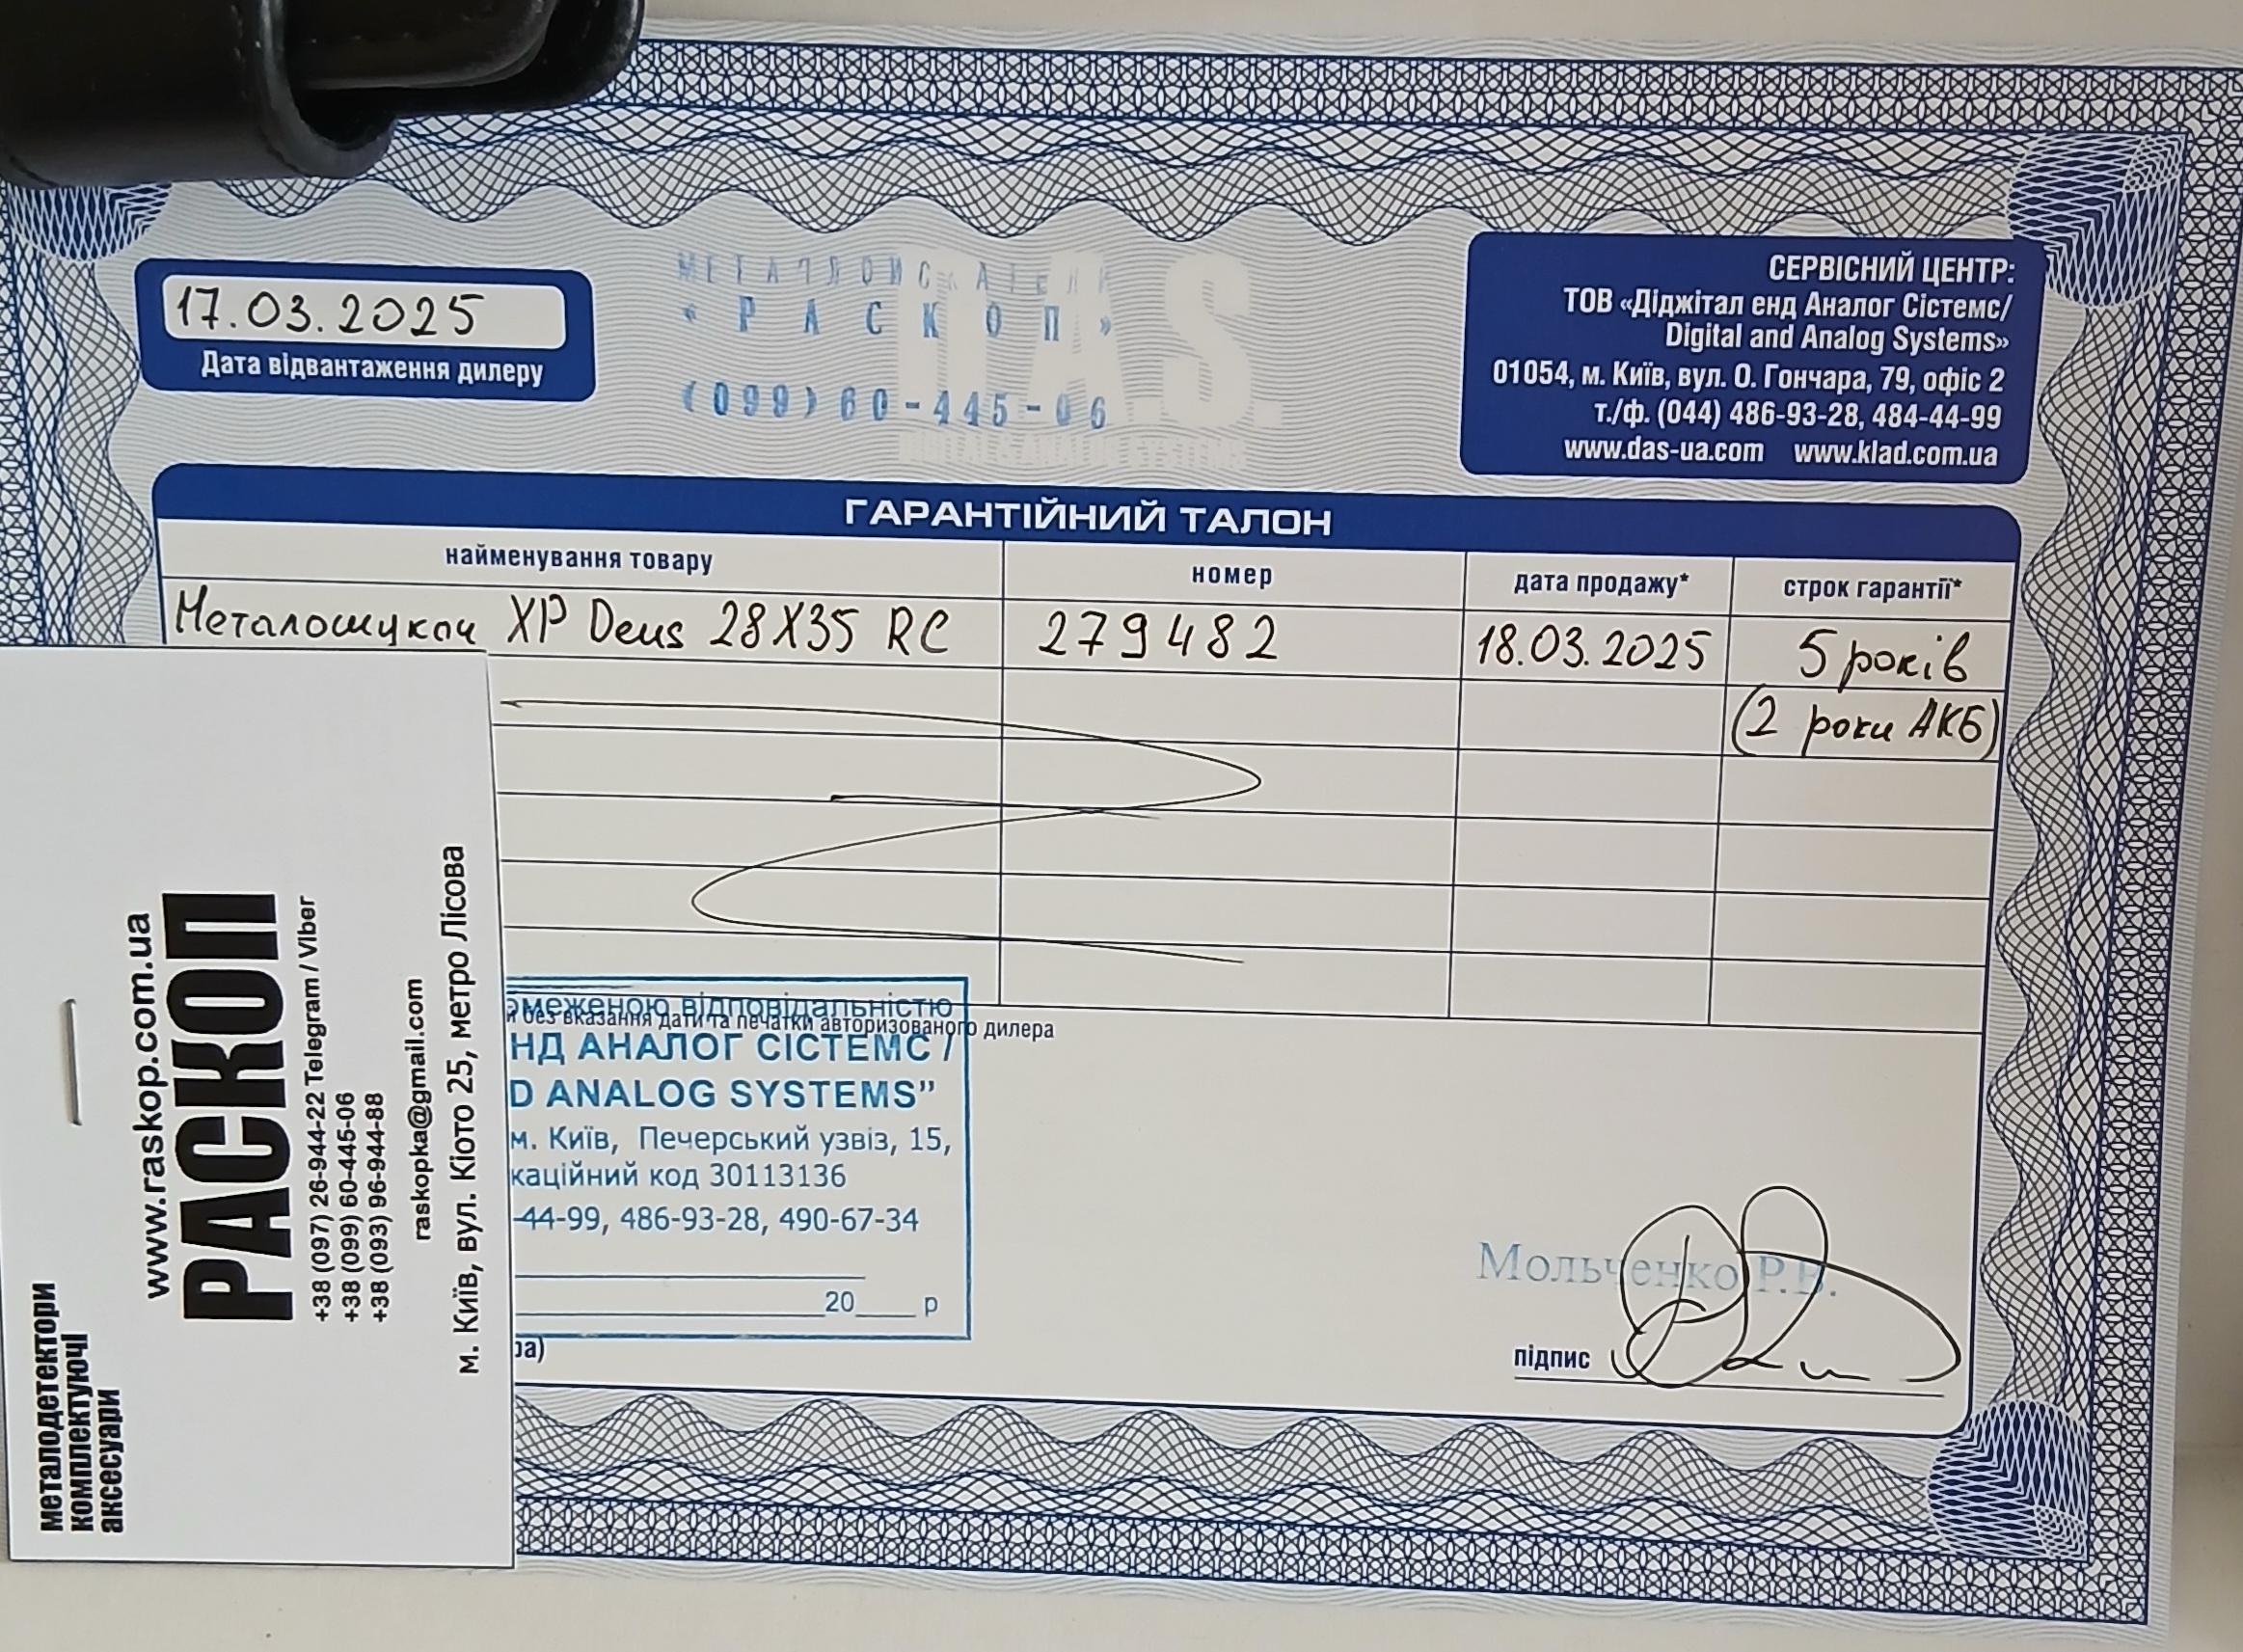 17.03.2025
Дата відвантаження дилеру
МЕТАЛЛОИСКАТЕЛИ
« Р А С К О П »
(099)60-445-06
D.A.S.
DIGITAL & ANALOG SYSTEMS
СЕРВІСНИЙ ЦЕНТР:
ТОВ «Діджітал енд Аналог Сістемс/
Digital and Analog Systems»
01054, м. Київ, вул. О. Гончара, 79, офіс 2
т./ф. (044) 486-93-28, 484-44-99
www.das-ua.com www.klad.com.ua
ГАРАНТІЙНИЙ ТАЛОН
найменування товару номер дата продажу* строк гарантії*
Металошукач XP Deus 28X35 RC 279482 18.03.2025 5 років
(2 роки АКБ)
омеженою відповідальністю
и без вказання дати та печатки авторизованого дилера
НД АНАЛОГ СІСТЕМС /
D ANALOG SYSTEMS”
м. Київ, Печерський узвіз, 15,
каційний код 30113136
-44-99, 486-93-28, 490-67-34
20 р
ра)
Мольченко Р.В.
підпис
металодетектори
комплектуючі
аксесуари
www.raskop.com.ua
РАСКОП
+38 (097) 26-944-22 Telegram / Viber
+38 (099) 60-445-06
+38 (093) 96-944-88
raskopka@gmail.com
м. Київ, вул. Кіото 25, метро Лісова